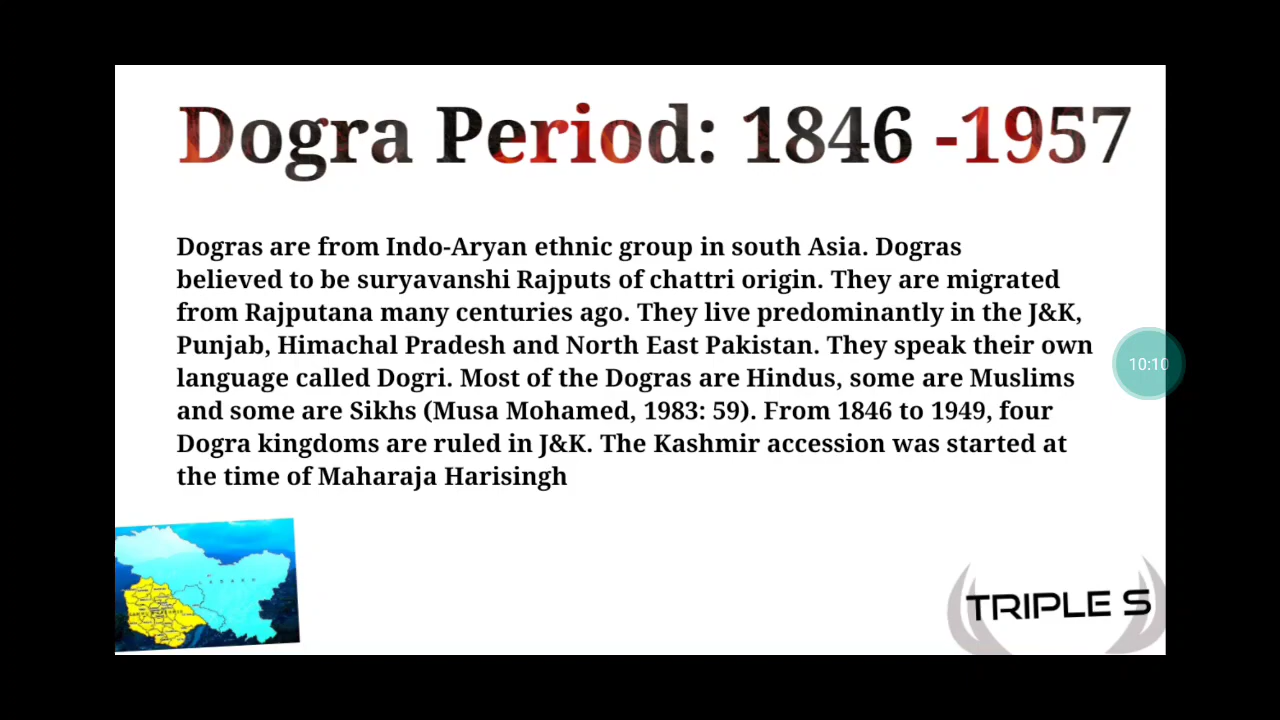 Dogra Period: 1846 -1957
Dogras are from Indo-Aryan ethnic group in south Asia. Dogras
believed to be suryavanshi Rajputs of chattri origin. They are migrated
from Rajputana many centuries ago. They live predominantly in the J&K,
Punjab, Himachal Pradesh and North East Pakistan. They speak their own
language called Dogri. Most of the Dogras are Hindus, some are Muslims
and some are Sikhs (Musa Mohamed, 1983: 59). From 1846 to 1949, four
Dogra kingdoms are ruled in J&K. The Kashmir accession was started at
the time of Maharaja Harisingh
10:10
TRIPLE S